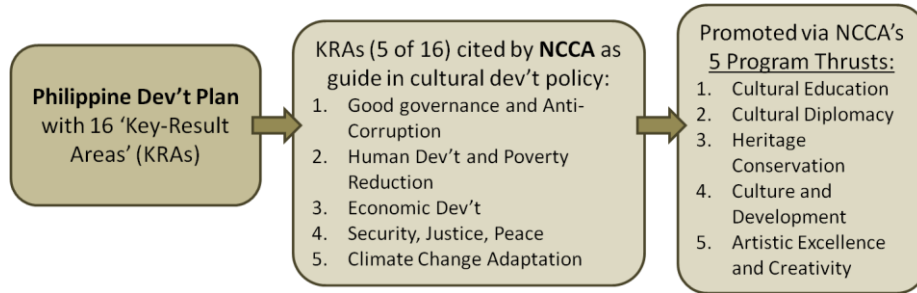 Philippine Dev't Plan
with 16 ‘Key-Result
Areas’ (KRAs)
KRAs (5 of 16) cited by NCCA as
guide in cultural dev't policy:
1. Good governance and Anti-
Corruption
2. Human Dev't and Poverty
Reduction
3. Economic Dev't
4. Security, Justice, Peace
5. Climate Change Adaptation
Promoted via NCCA’s
5 Program Thrusts:
1. Cultural Education
2. Cultural Diplomacy
3. Heritage
Conservation
4. Culture and
Development
5. Artistic Excellence
and Creativity